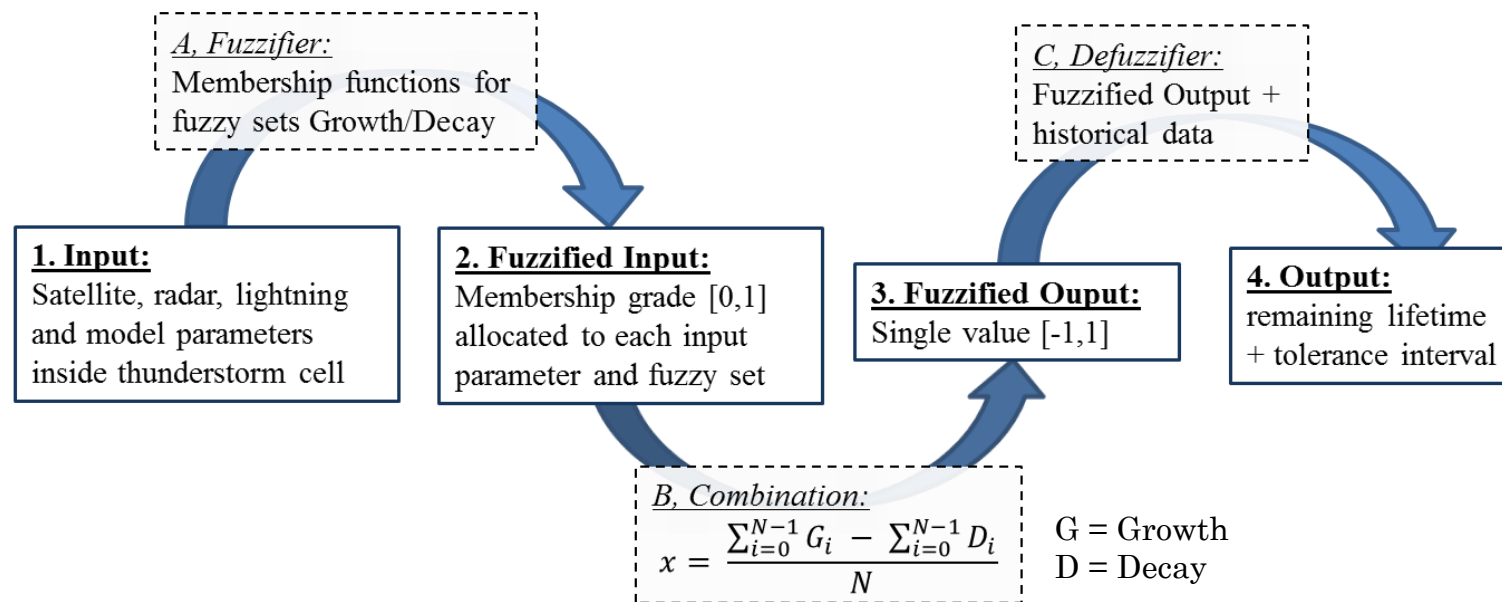 A, Fuzzifier:
Membership functions for
fuzzy sets Growth/Decay
C, Defuzzifier:
Fuzzified Output +
historical data
1. Input:
Satellite, radar, lightning
and model parameters
inside thunderstorm cell
2. Fuzzified Input:
Membership grade [0,1]
allocated to each input
parameter and fuzzy set
3. Fuzzified Ouput:
Single value [-1,1]
4. Output:
remaining lifetime
+ tolerance interval
B, Combination:
x = \frac{\sum_{i=0}^{N-1} G_i - \sum_{i=0}^{N-1} D_i}{N}
G = Growth
D = Decay